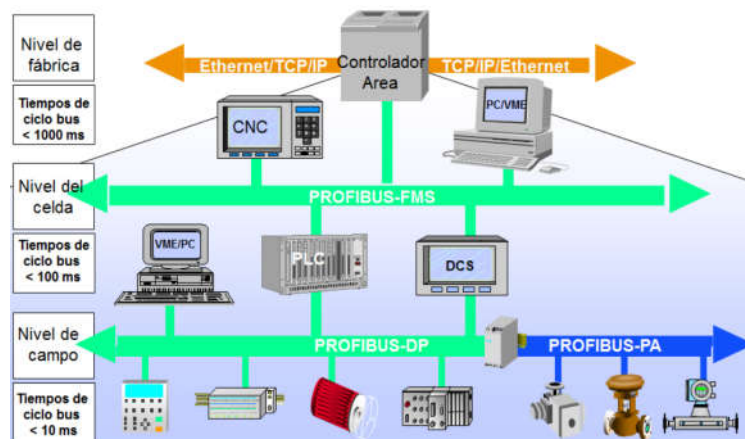 Nivel de
fábrica
Ethernet/TCP/IP
Controlador
Area
TCP/IP/Ethernet
Tiempos de
ciclo bus
< 1000 ms
CNC
PC/VME
Nivel del
celda
PROFIBUS-FMS
Tiempos de
ciclo bus
< 100 ms
VME/PC
PLC
DCS
Nivel de
campo
PROFIBUS-DP
PROFIBUS-PA
Tiempos de
ciclo bus
< 10 ms